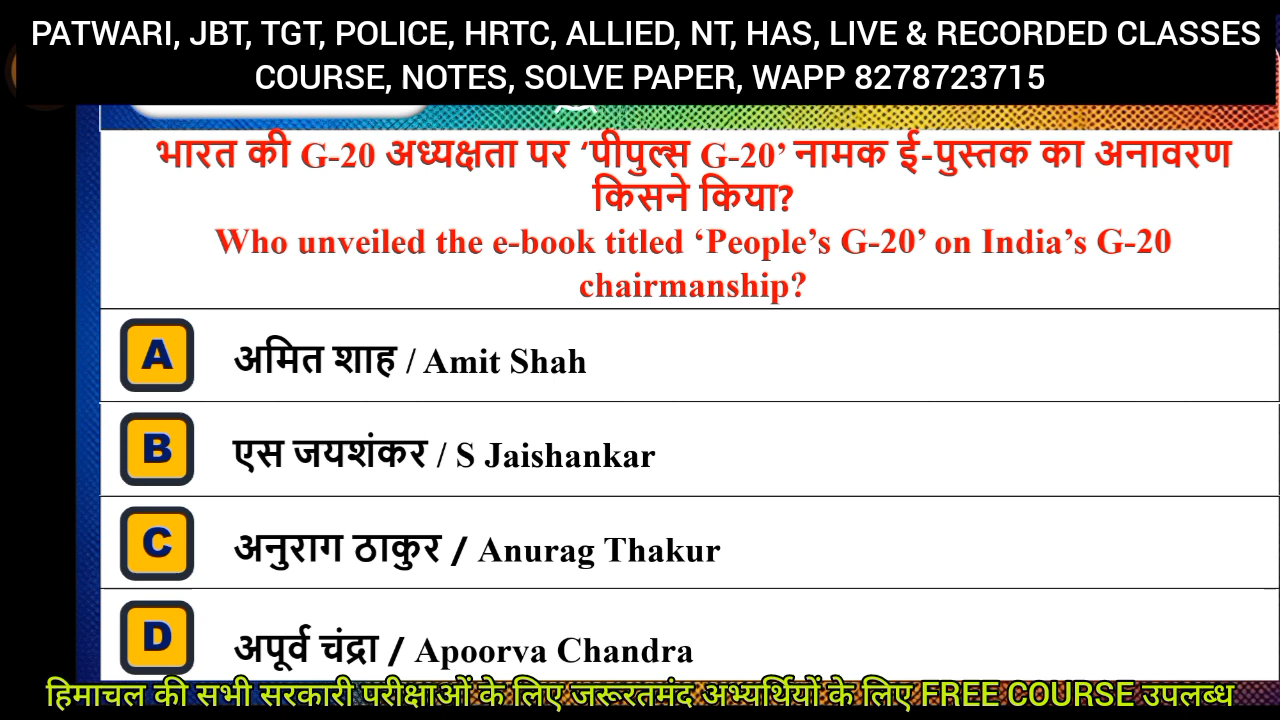 PATWARI, JBT, TGT, POLICE, HRTC, ALLIED, NT, HAS, LIVE & RECORDED CLASSES
COURSE, NOTES, SOLVE PAPER, WAPP 8278723715
भारत की G-20 अध्यक्षता पर ‘पीपुल्स G-20’ नामक ई-पुस्तक का अनावरण
किसने किया?
Who unveiled the e-book titled ‘People’s G-20’ on India’s G-20
chairmanship?
A अमित शाह / Amit Shah
B एस जयशंकर / S Jaishankar
C अनुराग ठाकुर / Anurag Thakur
D अपूर्व चंद्रा / Apoorva Chandra
हिमाचल की सभी सरकारी परीक्षाओं के लिए जरूरतमंद अभ्यर्थियों के लिए FREE COURSE उपलब्ध